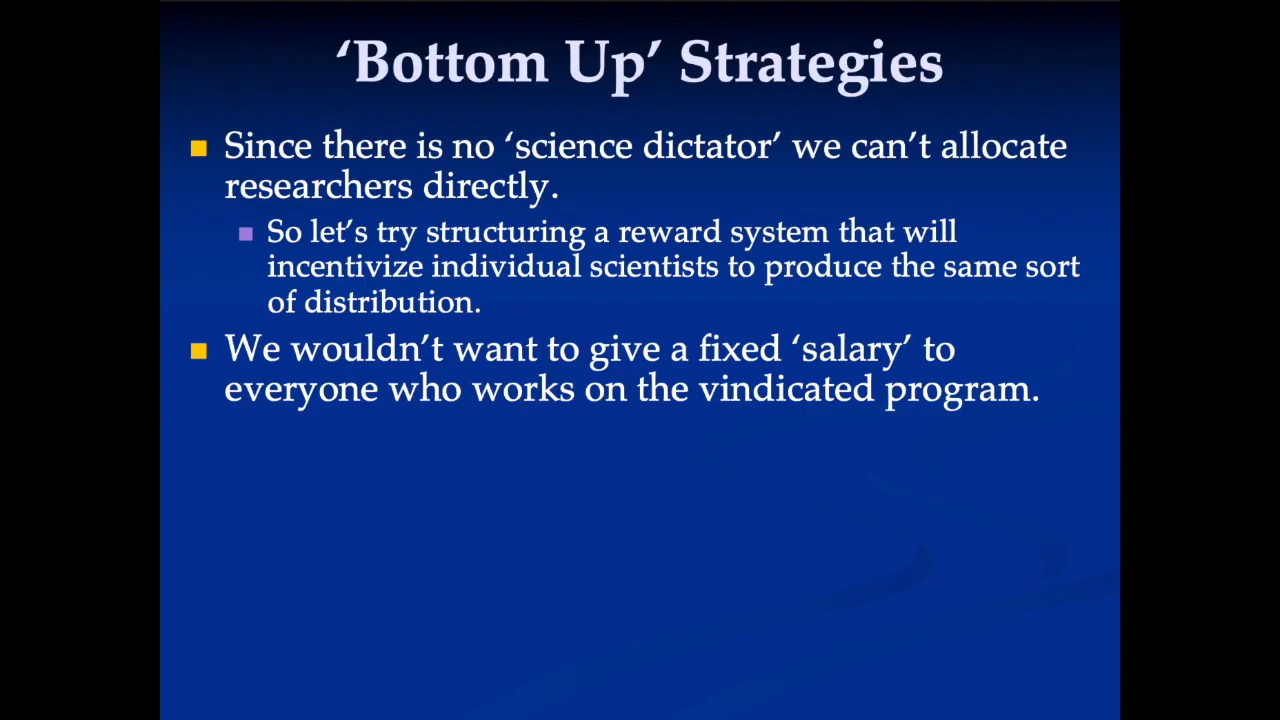 ‘Bottom Up’ Strategies
Since there is no ‘science dictator’ we can’t allocate
researchers directly.
So let’s try structuring a reward system that will
incentivize individual scientists to produce the same sort
of distribution.
We wouldn’t want to give a fixed ‘salary’ to
everyone who works on the vindicated program.